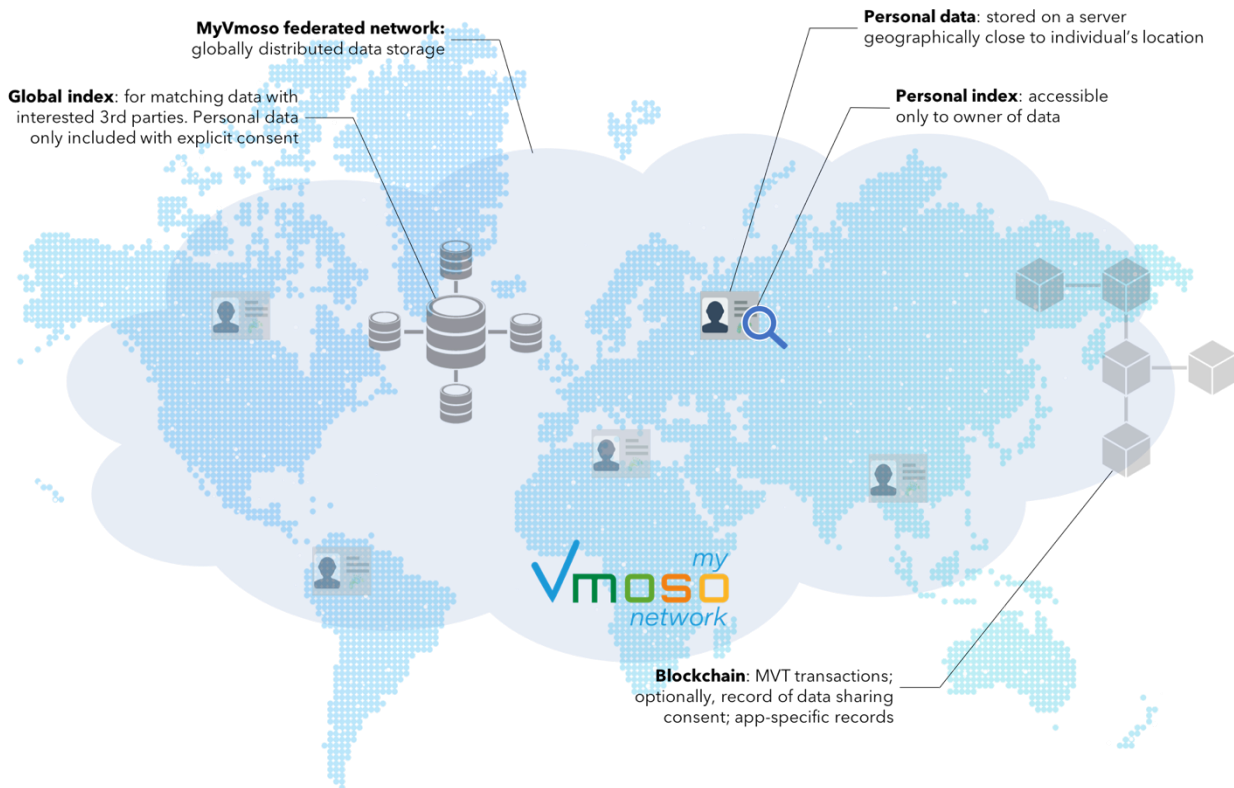 MyVmoso federated network:
globally distributed data storage
Global index: for matching data with
interested 3rd parties. Personal data
only included with explicit consent
Personal data: stored on a server
geographically close to individual's location
Personal index: accessible
only to owner of data
my
Vmoso
network
Blockchain: MVT transactions;
optionally, record of data sharing
consent; app-specific records